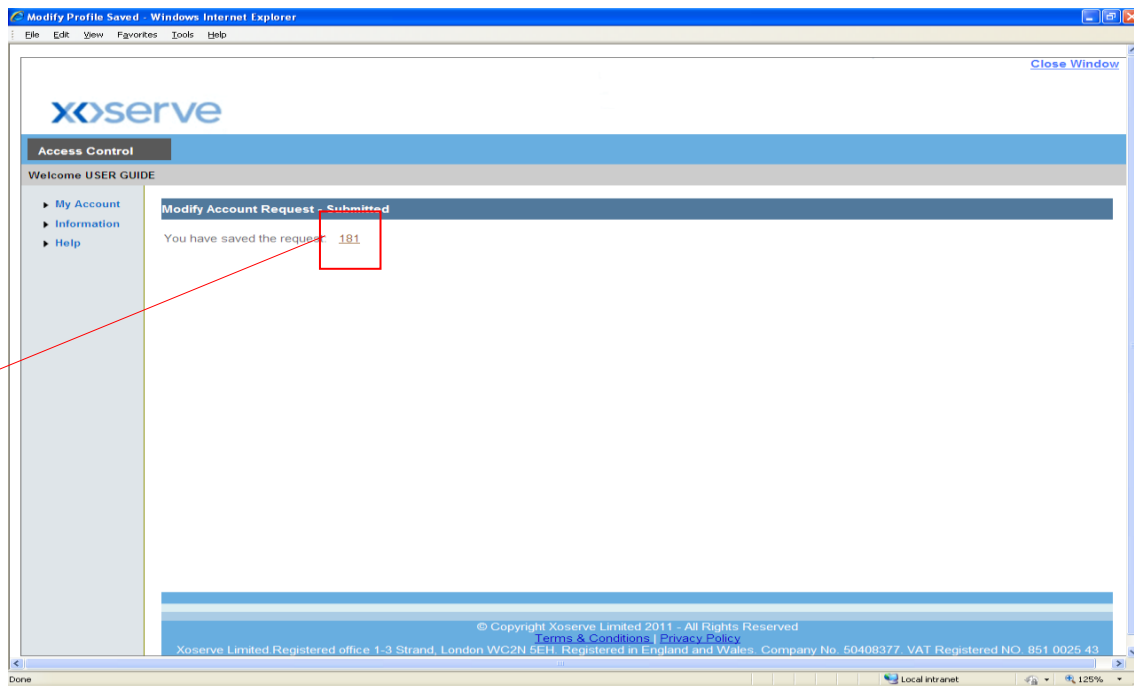 Modify Profile Saved - Windows Internet Explorer
File Edit View Favorites Tools Help
Close Window
xoserve
Access Control
Welcome USER GUIDE
My Account
Information
Help
Modify Account Request - Submitted
You have saved the request: 181
© Copyright Xoserve Limited 2011 - All Rights Reserved
Terms & Conditions | Privacy Policy
Xoserve Limited.Registered office 1-3 Strand, London WC2N 5EH. Registered in England and Wales. Company No. 50408377. VAT Registered NO. 851 0025 43
Done Local intranet 125%